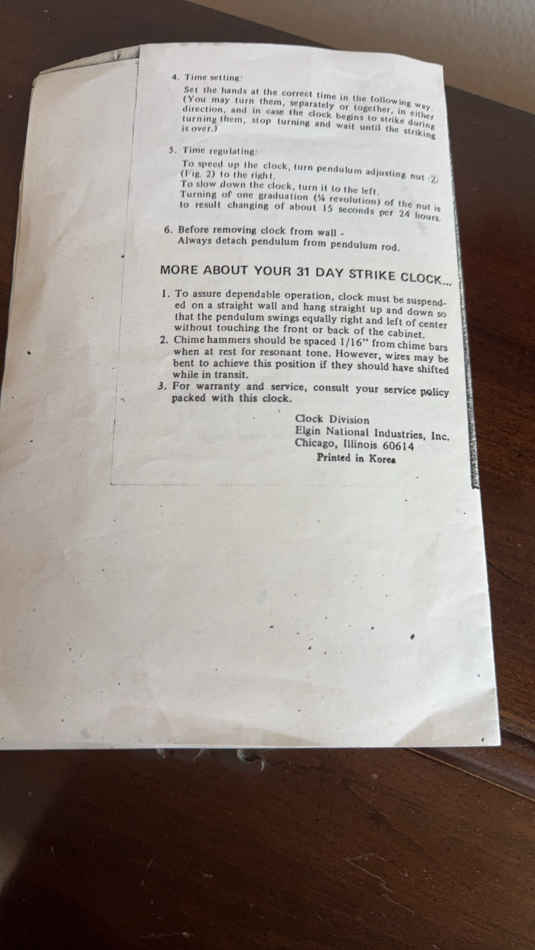 4. Time setting:
Set the hands at the correct time in the following way
(You may turn them, separately or together, in either
direction, and in case the clock begins to strike during
turning them, stop turning and wait until the striking
is over.)
5. Time regulating:
To speed up the clock, turn pendulum adjusting nut (2)
(Fig. 2) to the right.
To slow down the clock, turn it to the left.
Turning of one graduation (¼ revolution) of the nut is
to result changing of about 15 seconds per 24 hours.
6. Before removing clock from wall -
Always detach pendulum from pendulum rod.
MORE ABOUT YOUR 31 DAY STRIKE CLOCK...
1. To assure dependable operation, clock must be suspend-
ed on a straight wall and hang straight up and down so
that the pendulum swings equally right and left of center
without touching the front or back of the cabinet.
2. Chime hammers should be spaced 1/16" from chime bars
when at rest for resonant tone. However, wires may be
bent to achieve this position if they should have shifted
while in transit.
3. For warranty and service, consult your service policy
packed with this clock.
Clock Division
Elgin National Industries, Inc.
Chicago, Illinois 60614
Printed in Korea